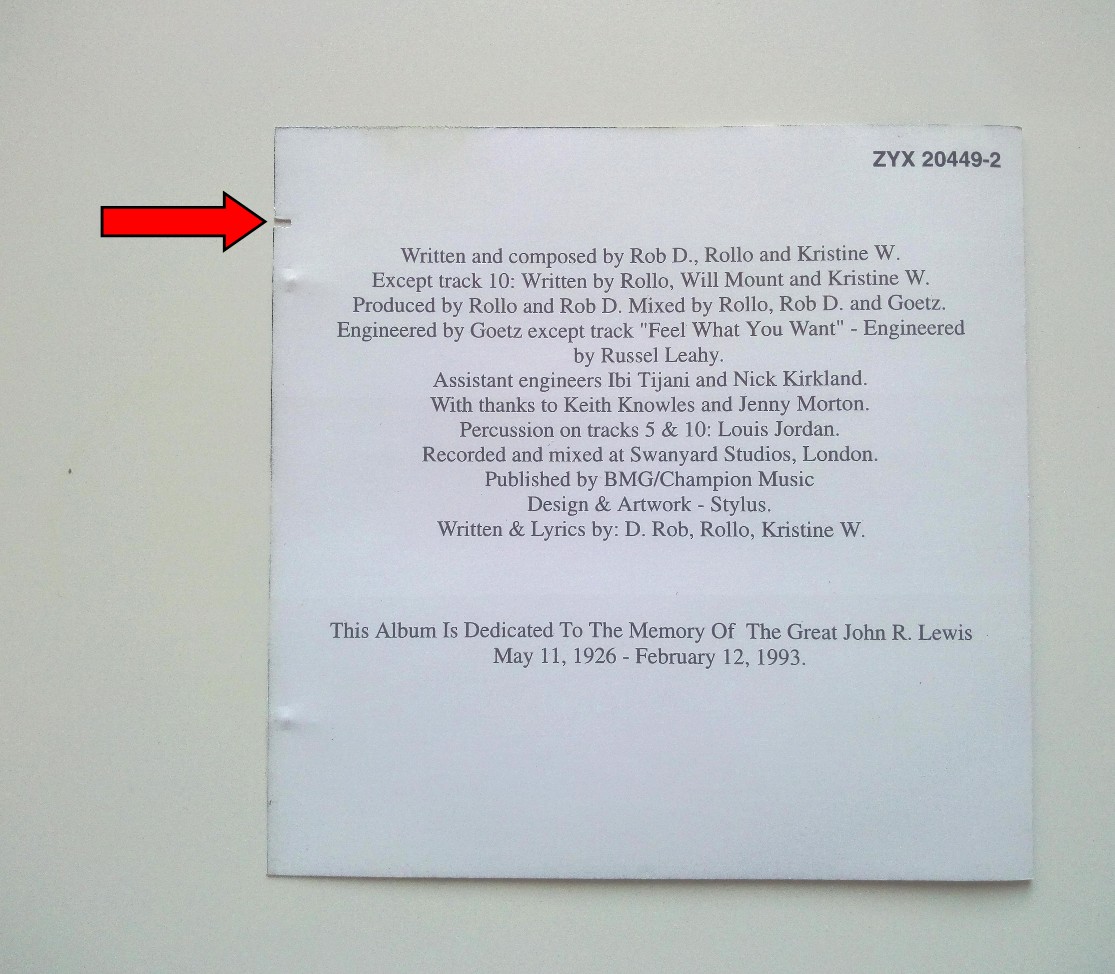 ZYX 20449-2
Written and composed by Rob D., Rollo and Kristine W.
Except track 10: Written by Rollo, Will Mount and Kristine W.
Produced by Rollo and Rob D. Mixed by Rollo, Rob D. and Goetz.
Engineered by Goetz except track "Feel What You Want" - Engineered
by Russel Leahy.
Assistant engineers Ibi Tijani and Nick Kirkland.
With thanks to Keith Knowles and Jenny Morton.
Percussion on tracks 5 & 10: Louis Jordan.
Recorded and mixed at Swanyard Studios, London.
Published by BMG/Champion Music
Design & Artwork - Stylus.
Written & Lyrics by: D. Rob, Rollo, Kristine W.
This Album Is Dedicated To The Memory Of The Great John R. Lewis
May 11, 1926 - February 12, 1993.